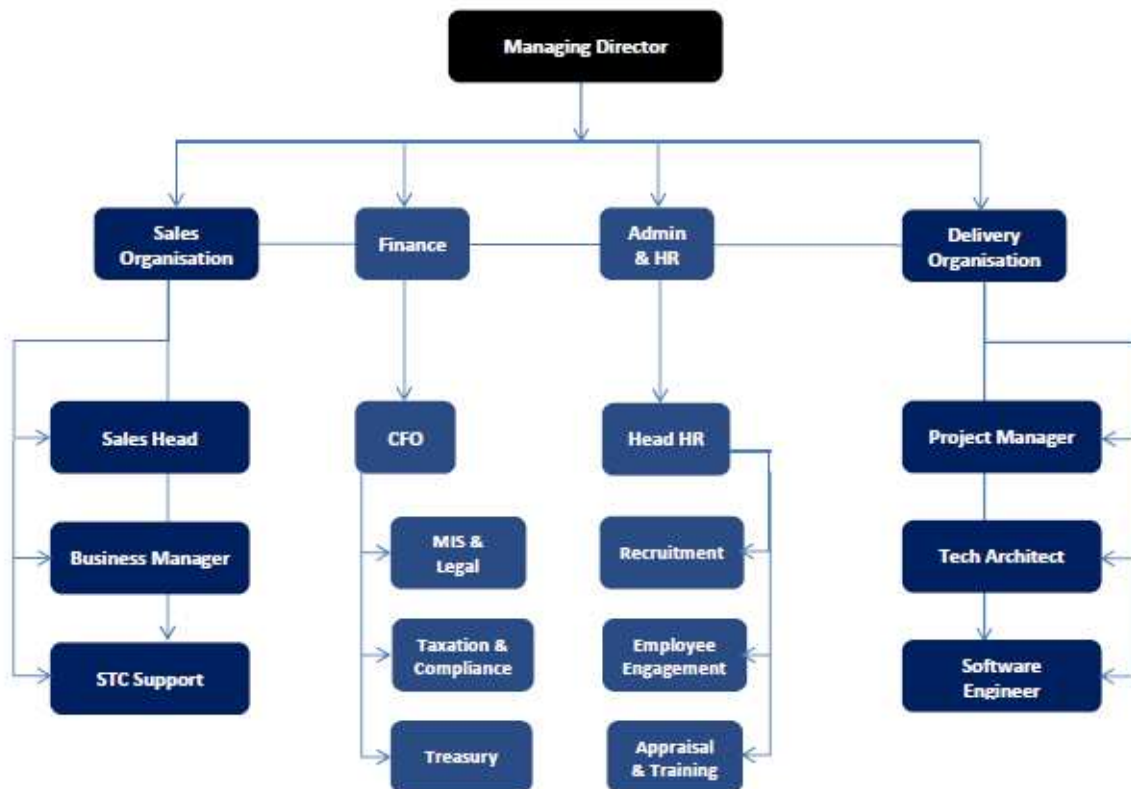 Managing Director
Sales
Organisation
Finance
Admin
& HR
Delivery
Organisation
Sales Head
CFO
Head HR
Project Manager
Business Manager
MIS &
Legal
Recruitment
Tech Architect
STC Support
Taxation &
Compliance
Employee
Engagement
Software
Engineer
Treasury
Appraisal
& Training